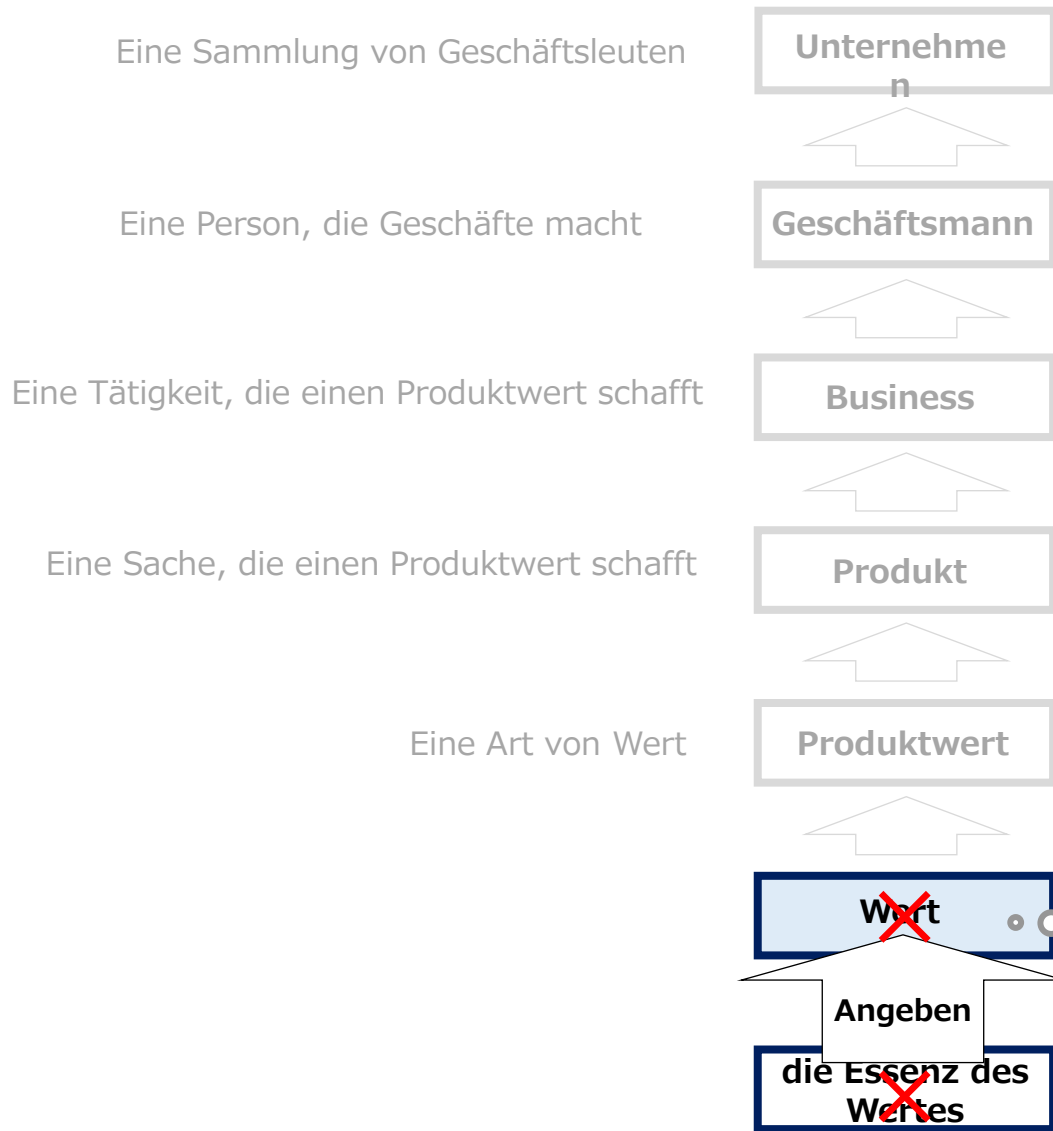 Eine Sammlung von Geschäftsleuten
Unternehme
n
Eine Person, die Geschäfte macht
Geschäftsmann
Eine Tätigkeit, die einen Produktwert schafft
Business
Eine Sache, die einen Produktwert schafft
Produkt
Eine Art von Wert
Produktwert
Wert
Angeben
die Essenz des
Wertes